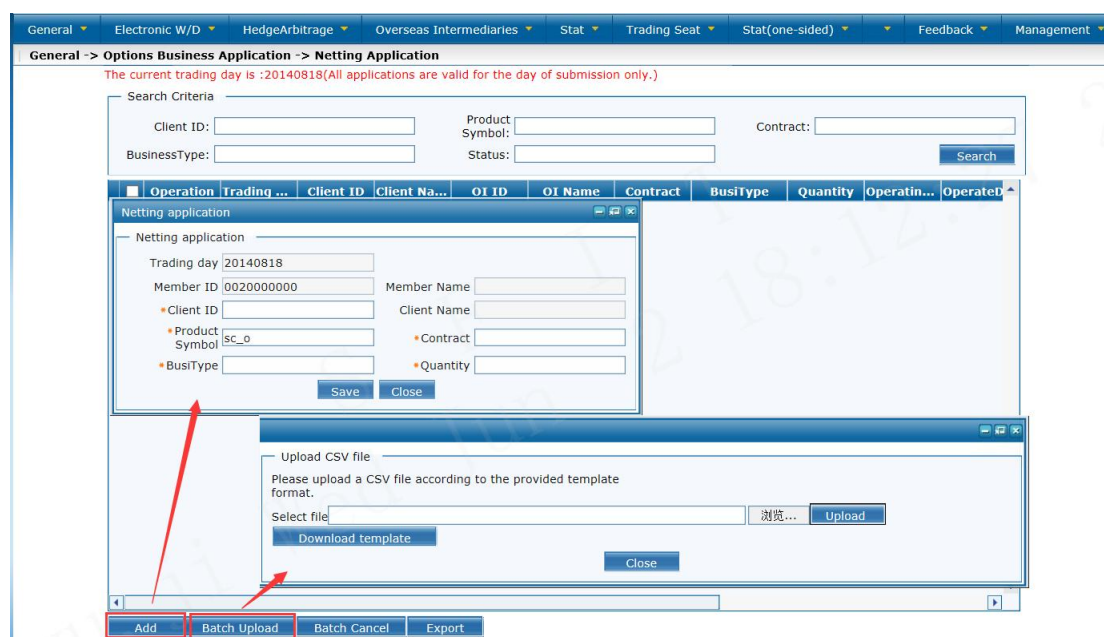 General Electronic W/D HedgeArbitrage Overseas Intermediaries Stat Trading Seat Stat(one-sided) Feedback Management
General -> Options Business Application -> Netting Application
The current trading day is :20140818(All applications are valid for the day of submission only.)
Search Criteria
Client ID: Product Symbol: Contract:
BusinessType: Status: Search
Operation Trading ... Client ID Client Na... OI ID OI Name Contract BusiType Quantity Operatin... OperateD
Netting application
Netting application
Trading day 20140818
Member ID 0020000000 Member Name
*Client ID Client Name
*Product Symbol sc_o *Contract
*BusiType *Quantity
Save Close
Upload CSV file
Please upload a CSV file according to the provided template
format.
Select file 浏览... Upload
Download template
Close
Add Batch Upload Batch Cancel Export